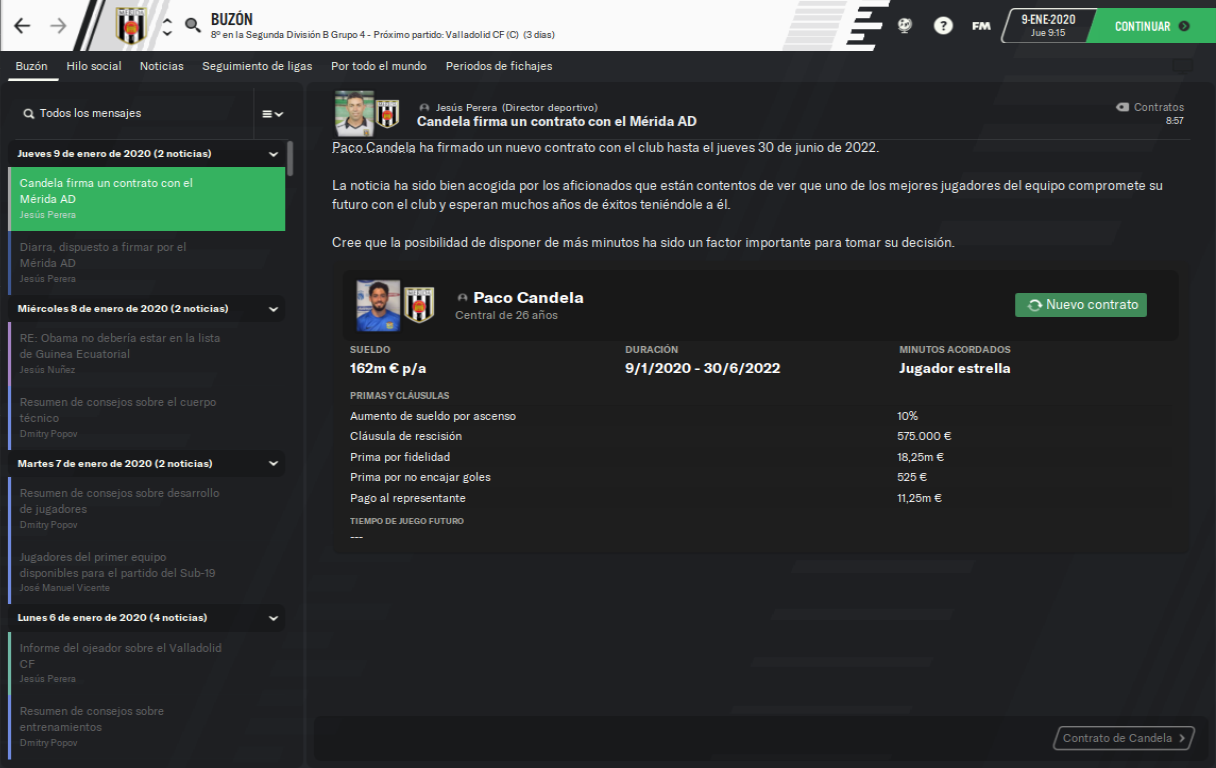 BUZÓN
8º en la Segunda División B Grupo 4 - Próximo partido: Valladolid CF (C) (3 días)
?
FM
9-ENE-2020
Jue 9:15
CONTINUAR
Buzón Hilo social Noticias Seguimiento de ligas Por todo el mundo Periodos de fichajes
Todos los mensajes
Jueves 9 de enero de 2020 (2 noticias)
Candela firma un contrato con el
Mérida AD
Jesús Perera
Diarra, dispuesto a firmar por el
Mérida AD
Jesús Perera
Miércoles 8 de enero de 2020 (2 noticias)
RE: Obama no debería estar en la lista
de Guinea Ecuatorial
Jesús Nuñez
Resumen de consejos sobre el cuerpo
técnico
Dmitry Popov
Martes 7 de enero de 2020 (2 noticias)
Resumen de consejos sobre desarrollo
de jugadores
Dmitry Popov
Jugadores del primer equipo
disponibles para el partido del Sub-19
José Manuel Vicente
Lunes 6 de enero de 2020 (4 noticias)
Informe del ojeador sobre el Valladolid
CF
Jesús Perera
Resumen de consejos sobre
entrenamientos
Dmitry Popov
Jesús Perera (Director deportivo)
Candela firma un contrato con el Mérida AD
Contratos
8:57
Paco Candela ha firmado un nuevo contrato con el club hasta el jueves 30 de junio de 2022.
La noticia ha sido bien acogida por los aficionados que están contentos de ver que uno de los mejores jugadores del equipo compromete su
futuro con el club y esperan muchos años de éxitos teniéndole a él.
Cree que la posibilidad de disponer de más minutos ha sido un factor importante para tomar su decisión.
Paco Candela
Central de 26 años
Nuevo contrato
SUELDO DURACIÓN MINUTOS ACORDADOS
162m € p/a 9/1/2020 - 30/6/2022 Jugador estrella
PRIMAS Y CLÁUSULAS
Aumento de sueldo por ascenso 10%
Cláusula de rescisión 575.000 €
Prima por fidelidad 18,25m €
Prima por no encajar goles 525 €
Pago al representante 11,25m €
TIEMPO DE JUEGO FUTURO
---
Contrato de Candela